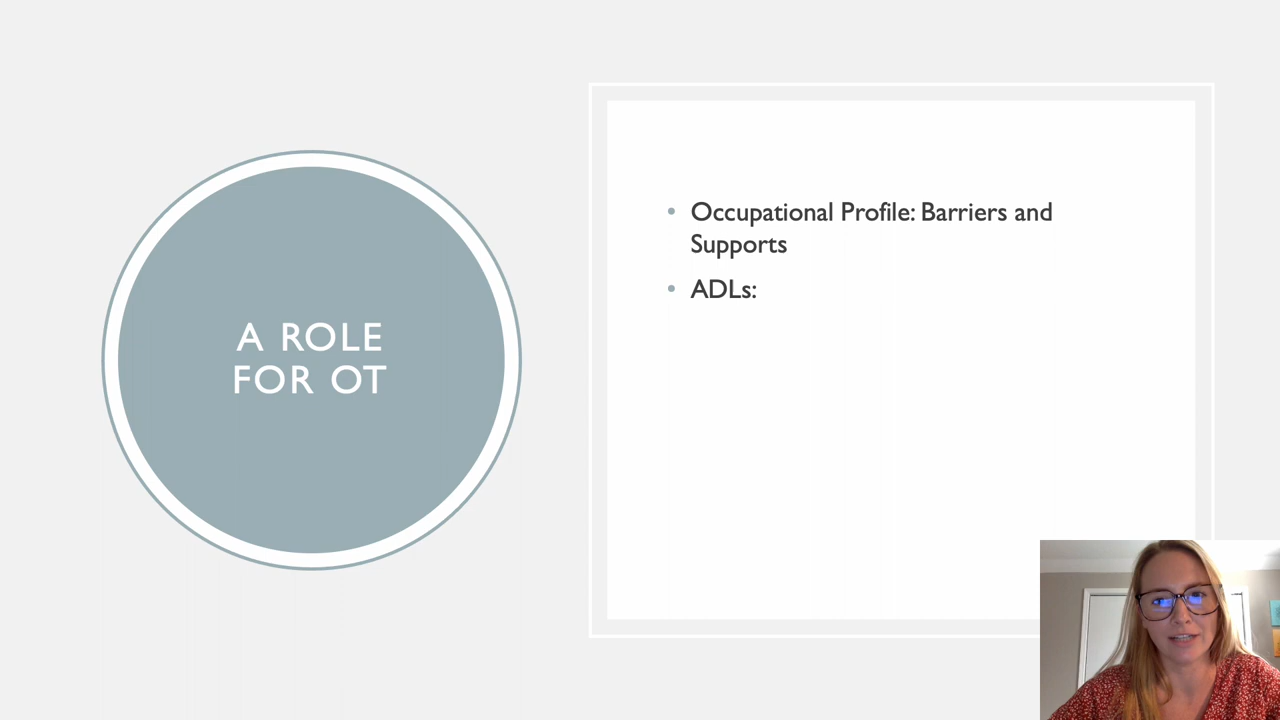 A ROLE
FOR OT
• Occupational Profile: Barriers and
Supports
• ADLs: